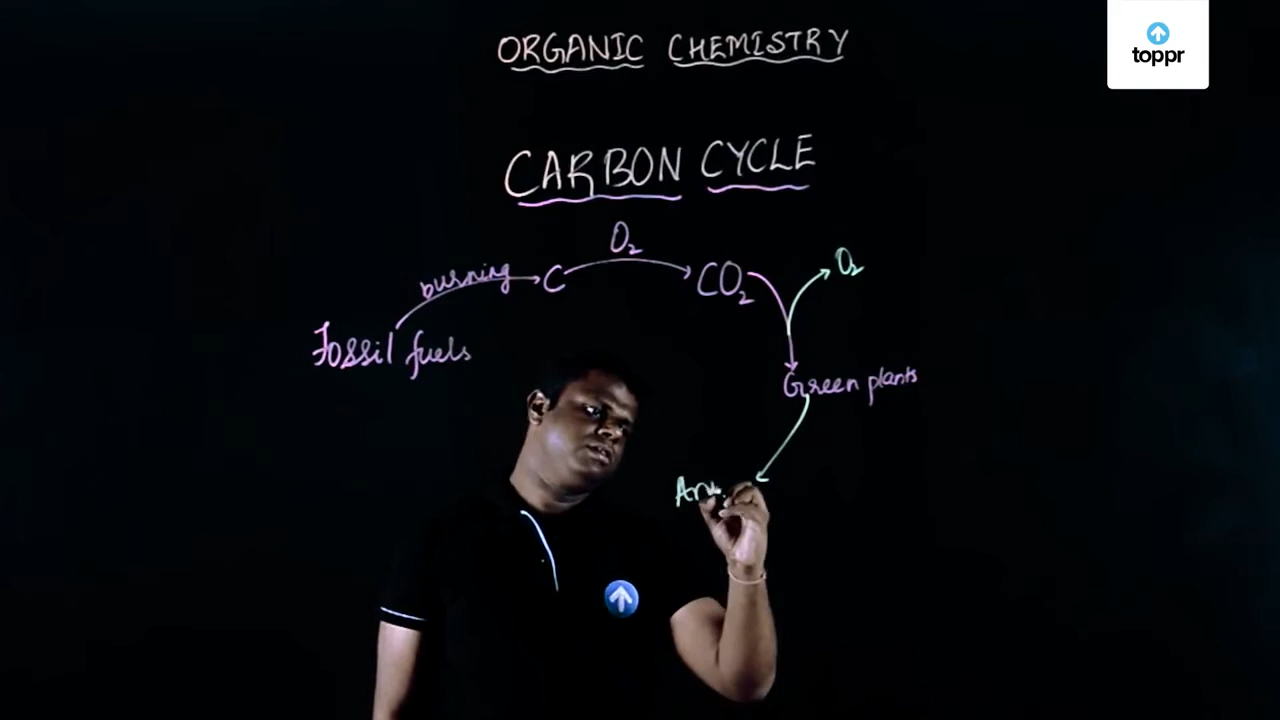 ORGANIC CHEMISTRY
toppr
CARBON CYCLE
O2
burning
C
CO2
O2
Fossil fuels
Green plants